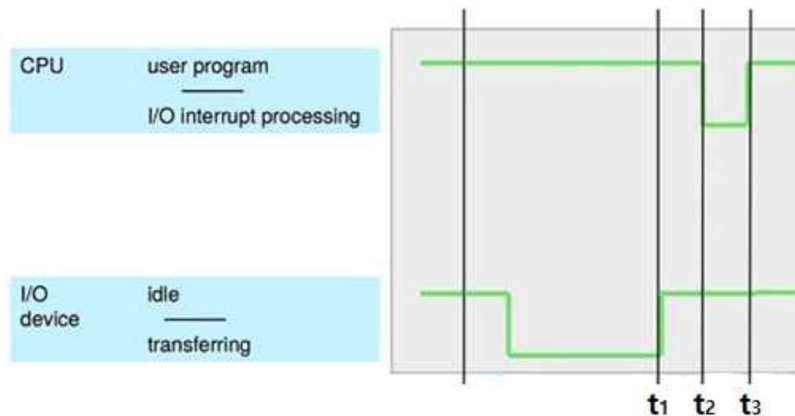 CPU user program
I/O interrupt processing
I/O idle
device
transferring
t1 t2 t3